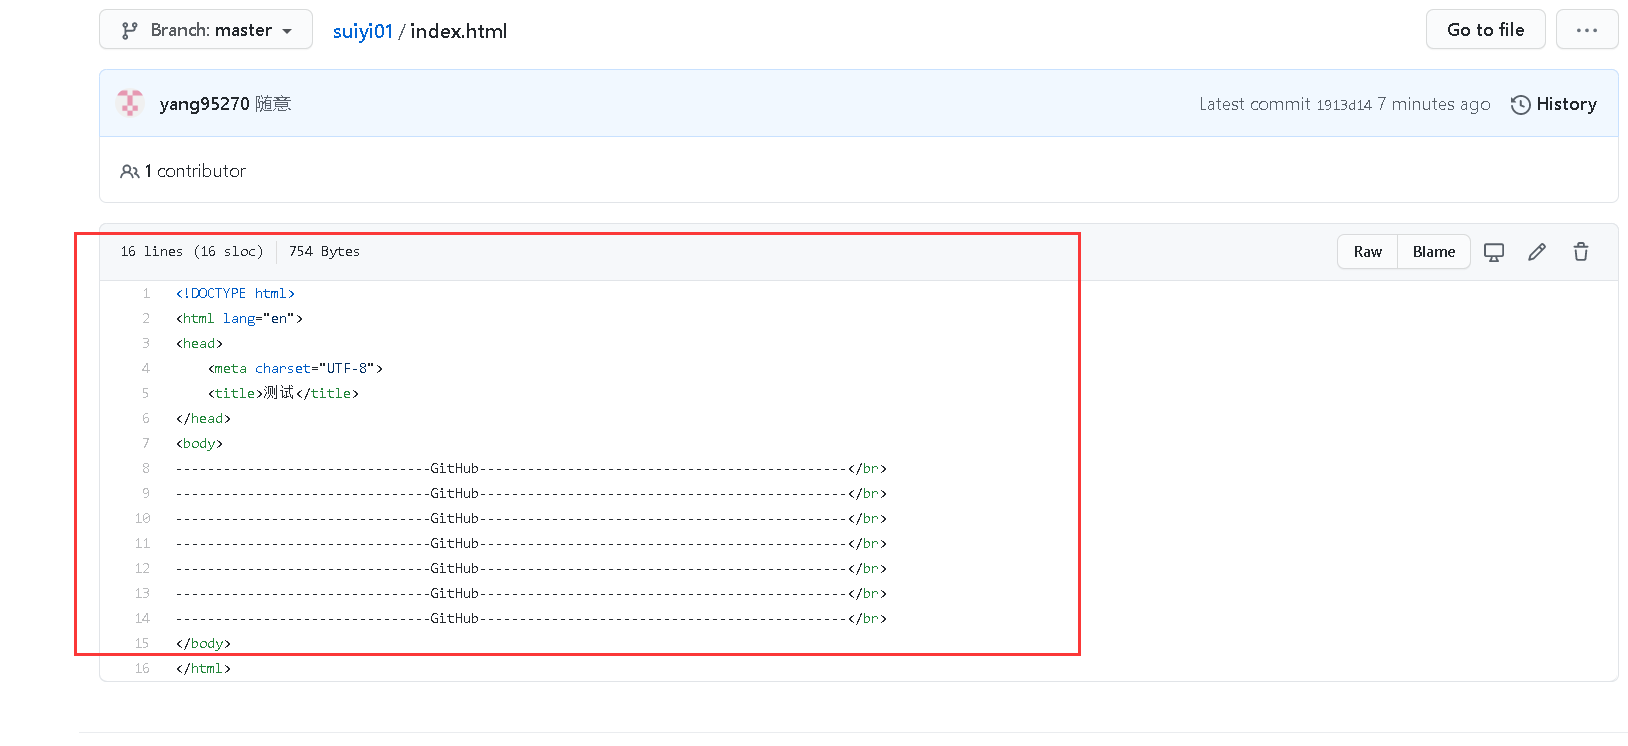 Branch: master
suiyi01 / index.html
Go to file
...
yang95270 随意
Latest commit 1913d14 7 minutes ago
History
1 contributor
16 lines (16 sloc)
754 Bytes
Raw
Blame
1 <!DOCTYPE html>
2 <html lang="en">
3 <head>
4 <meta charset="UTF-8">
5 <title>测试</title>
6 </head>
7 <body>
8 --------------------------------GitHub----------------------------------------------</br>
9 --------------------------------GitHub----------------------------------------------</br>
10 --------------------------------GitHub----------------------------------------------</br>
11 --------------------------------GitHub----------------------------------------------</br>
12 --------------------------------GitHub----------------------------------------------</br>
13 --------------------------------GitHub----------------------------------------------</br>
14 --------------------------------GitHub----------------------------------------------</br>
15 </body>
16 </html>